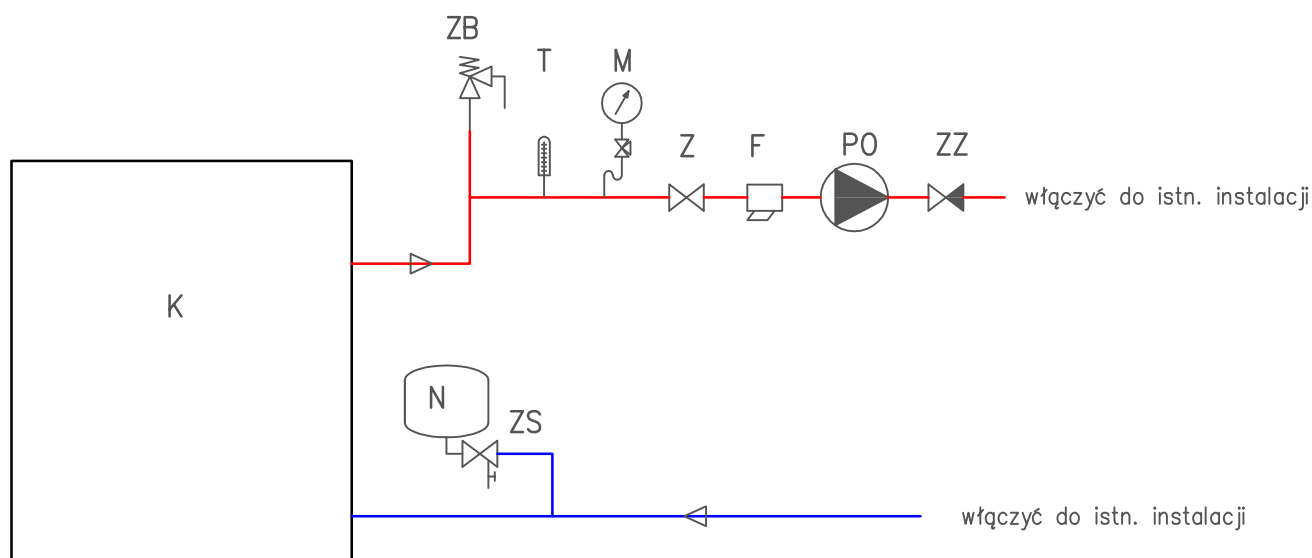 ZB
T
M
Z
F
PO
ZZ
włączyć do istn. instalacji
K
N
ZS
włączyć do istn. instalacji